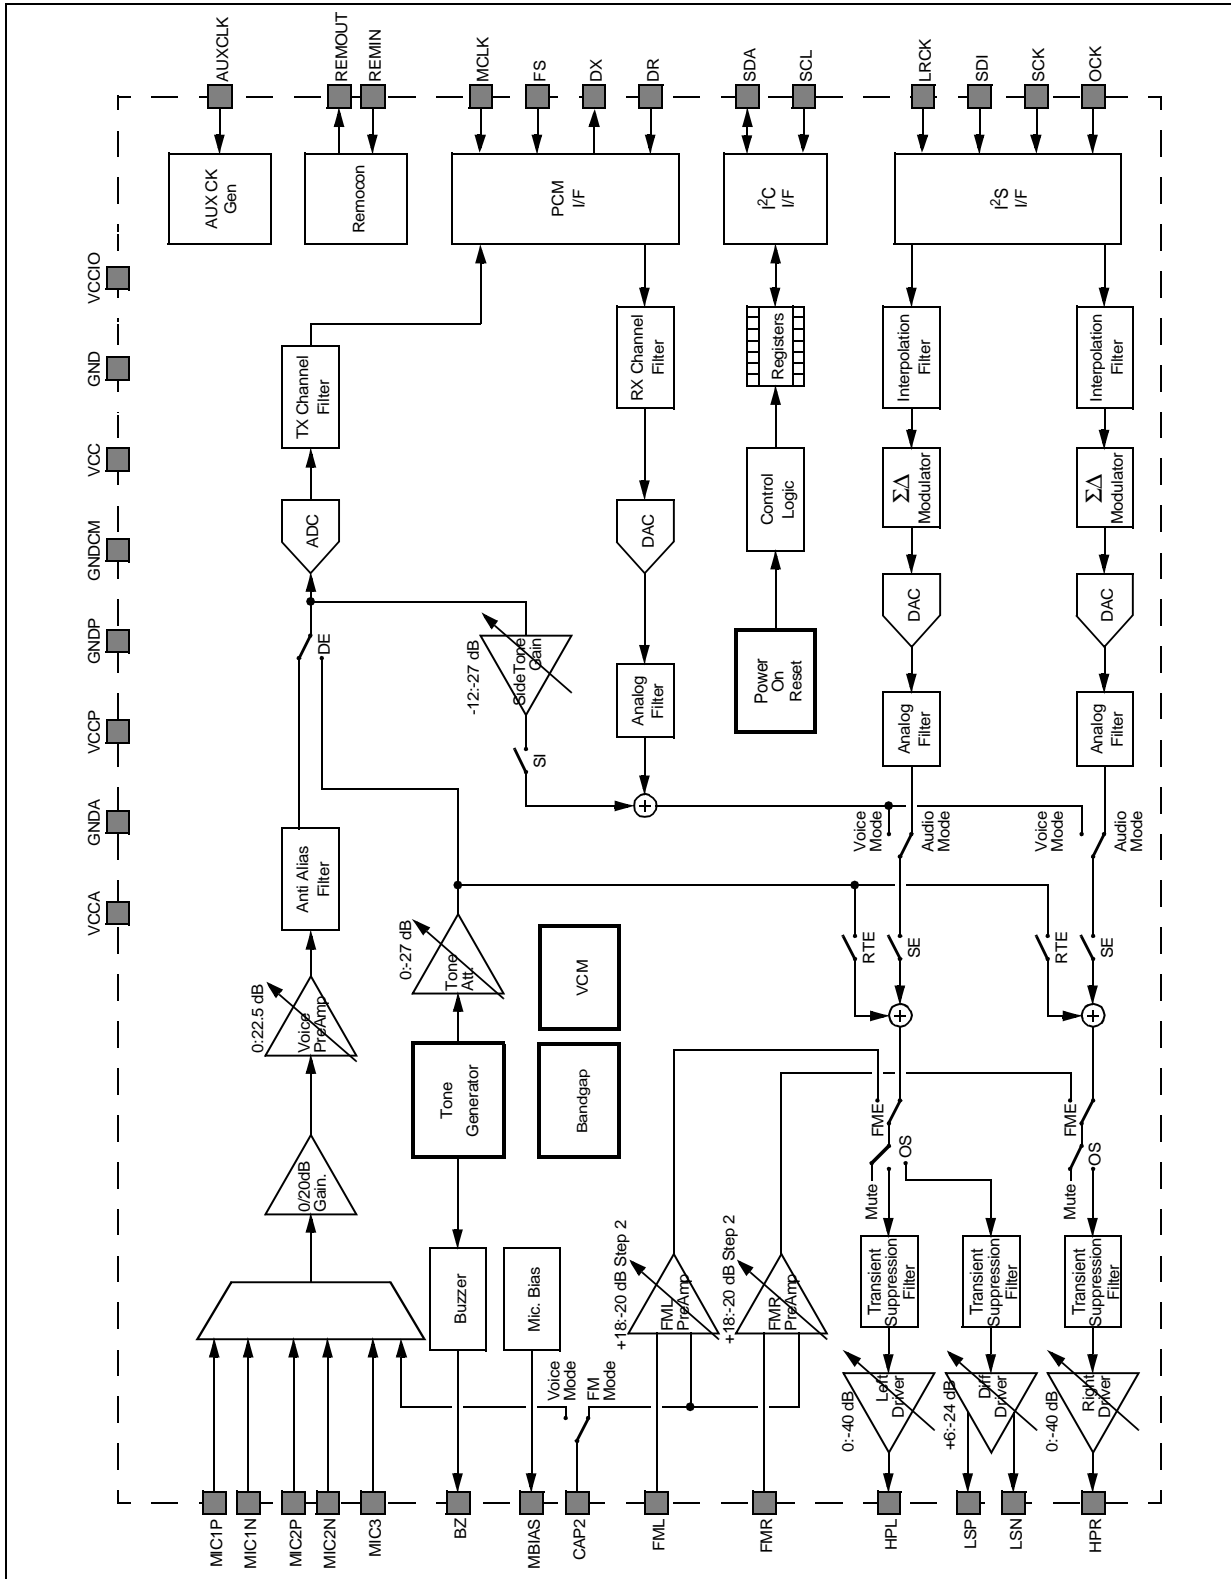 AUXCLK
REMOUT
REMIN
MCLK
FS
DX
DR
SDA
SCL
LRCK
SDI
SCK
OCK
AUX CK
Gen
Remocon
PCM
I/F
I²C
I/F
I²S
I/F
VCCIO
GND
VCC
GNDCM
GNDP
VCCP
GNDA
VCCA
TX Channel
Filter
RX Channel
Filter
Registers
Interpolation
Filter
Interpolation
Filter
ADC
DAC
Control
Logic
ΣΔ
Modulator
ΣΔ
Modulator
DAC
DAC
DE
-12:-27 dB
SideTone
Gain
SI
Analog
Filter
Power
On
Reset
Analog
Filter
Analog
Filter
+
Voice
Mode
Audio
Mode
Voice
Mode
Audio
Mode
Anti Alias
Filter
0:22.5 dB
Voice
PreAmp
0:-27 dB
Tone
Att.
VCM
RTE
SE
RTE
SE
+
+
Tone
Generator
Bandgap
0/20dB
Gain.
FME
OS
Mute
FME
OS
Mute
Buzzer
Mic. Bias
+18:-20 dB Step 2
FML
PreAmp
+18:-20 dB Step 2
FMR
PreAmp
Transient
Suppression
Filter
Transient
Suppression
Filter
Transient
Suppression
Filter
Voice
Mode
FM
Mode
0:-40 dB
Left
Driver
+6:-24 dB
Diff
Driver
0:-40 dB
Right
Driver
MIC1P
MIC1N
MIC2P
MIC2N
MIC3
BZ
MBIAS
CAP2
FML
FMR
HPL
LSP
LSN
HPR